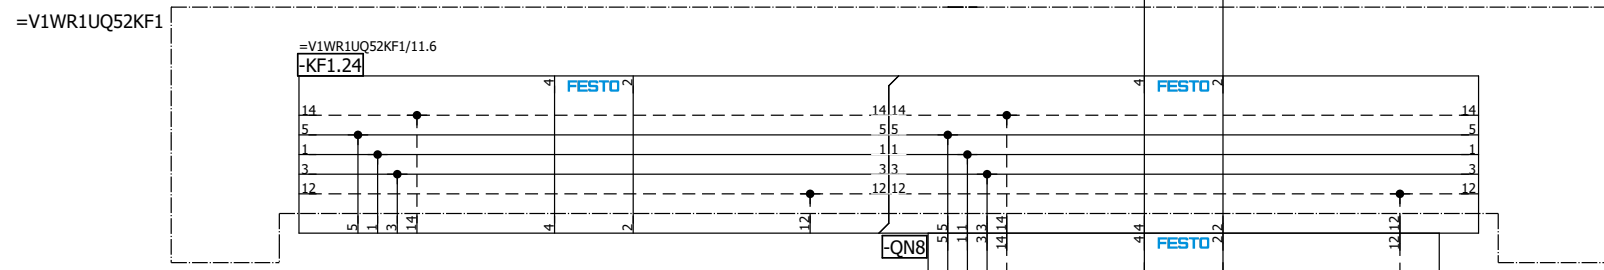 =V1WR1UQ52KF1
=V1WR1UQ52KF1/11.6
-KF1.24
4 FESTO 2 4 FESTO 2
14 14 14 14
5 5 5 5
1 1 1 1
3 3 3 3
12 12 12 12
5 1 3 14 4 2 12 5 1 3 14 4 2 12
-QN8 5 1 3 14 4 FESTO 2 12